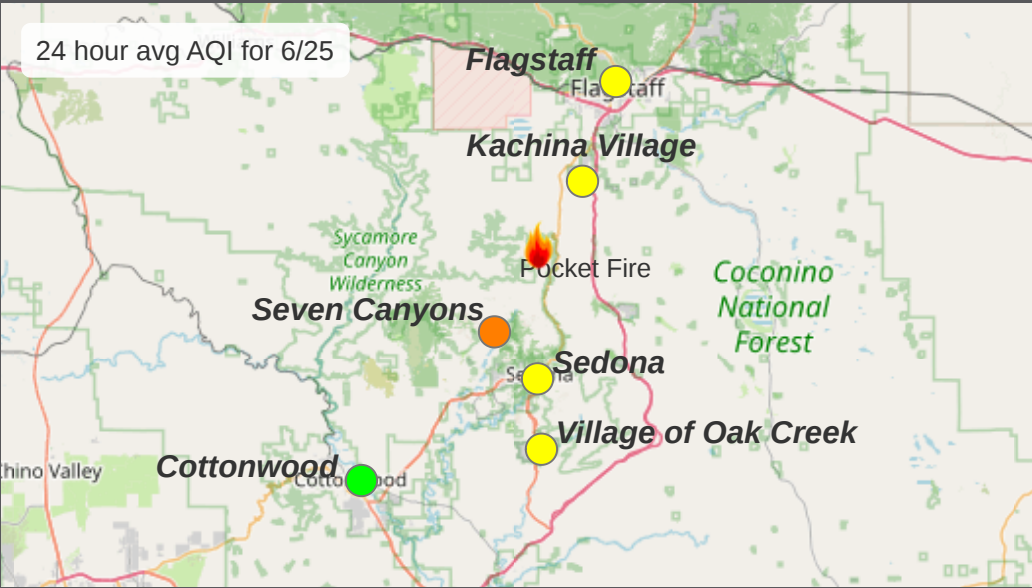 24 hour avg AQI for 6/25
Flagstaff
Flagstaff
Kachina Village
Sycamore
Canyon
Wilderness
Pocket Fire
Coconino
National
Forest
Seven Canyons
Sedona
Sedona
Village of Oak Creek
Chino Valley
Cottonwood
Cottonwood